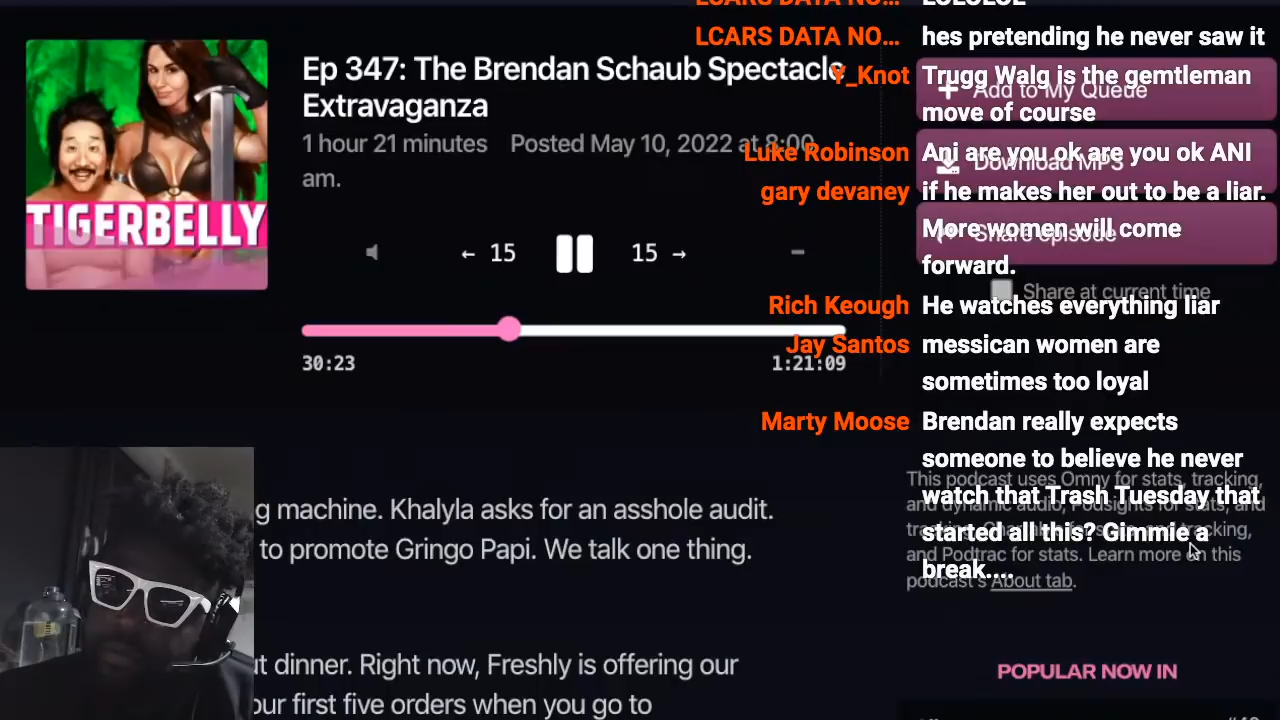 LCARS DATA NO... LOLOLOL
LCARS DATA NO... hes pretending he never saw it
Y_Knot Trugg Walg is the gemtleman
move of course
Luke Robinson Ani are you ok are you ok ANI
gary devaney if he makes her out to be a liar.
More women will come
forward.
Rich Keough He watches everything liar
Jay Santos messican women are
sometimes too loyal
Marty Moose Brendan really expects
someone to believe he never
watch that Trash Tuesday that
started all this? Gimmie a
break....
TIGERBELLY
Ep 347: The Brendan Schaub Spectacle
Extravaganza
1 hour 21 minutes Posted May 10, 2022 at 8:00
am.
← 15 15 →
30:23 1:21:09
+ Add to My Queue
Download MP3
Share episode
Share at current time
g machine. Khalyla asks for an asshole audit.
to promote Gringo Papi. We talk one thing.
ut dinner. Right now, Freshly is offering our
our first five orders when you go to
This podcast uses Omny for stats, tracking,
and dynamic audio, Podsights for stats, and
and Podtrac for stats. Learn more on this
podcast's About tab.
POPULAR NOW IN